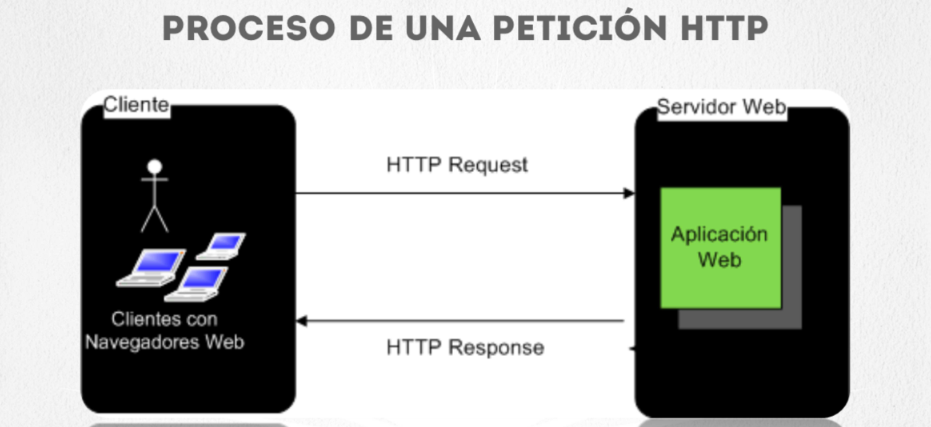 PROCESO DE UNA PETICIÓN HTTP
Cliente
Servidor Web
HTTP Request
Aplicación
Web
Clientes con
Navegadores Web
HTTP Response